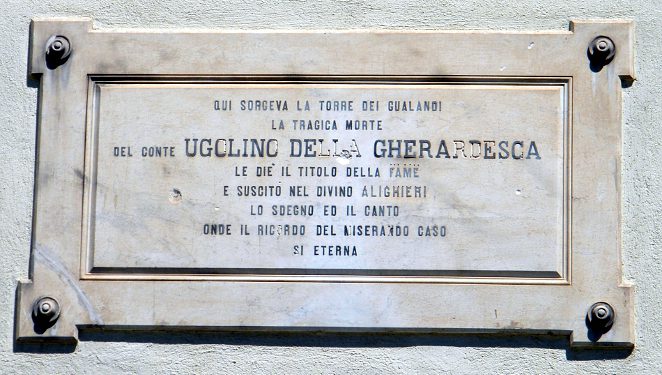 QUI SORGEVA LA TORRE DEI GUALANDI
LA TRAGICA MORTE
DEL CONTE UGOLINO DELLA GHERARDESCA
LE DIE' IL TITOLO DELLA FAME
E SUSCITÒ NEL DIVINO ALIGHIERI
LO SDEGNO ED IL CANTO
ONDE IL RICORDO DEL MISERANDO CASO
SI ETERNA